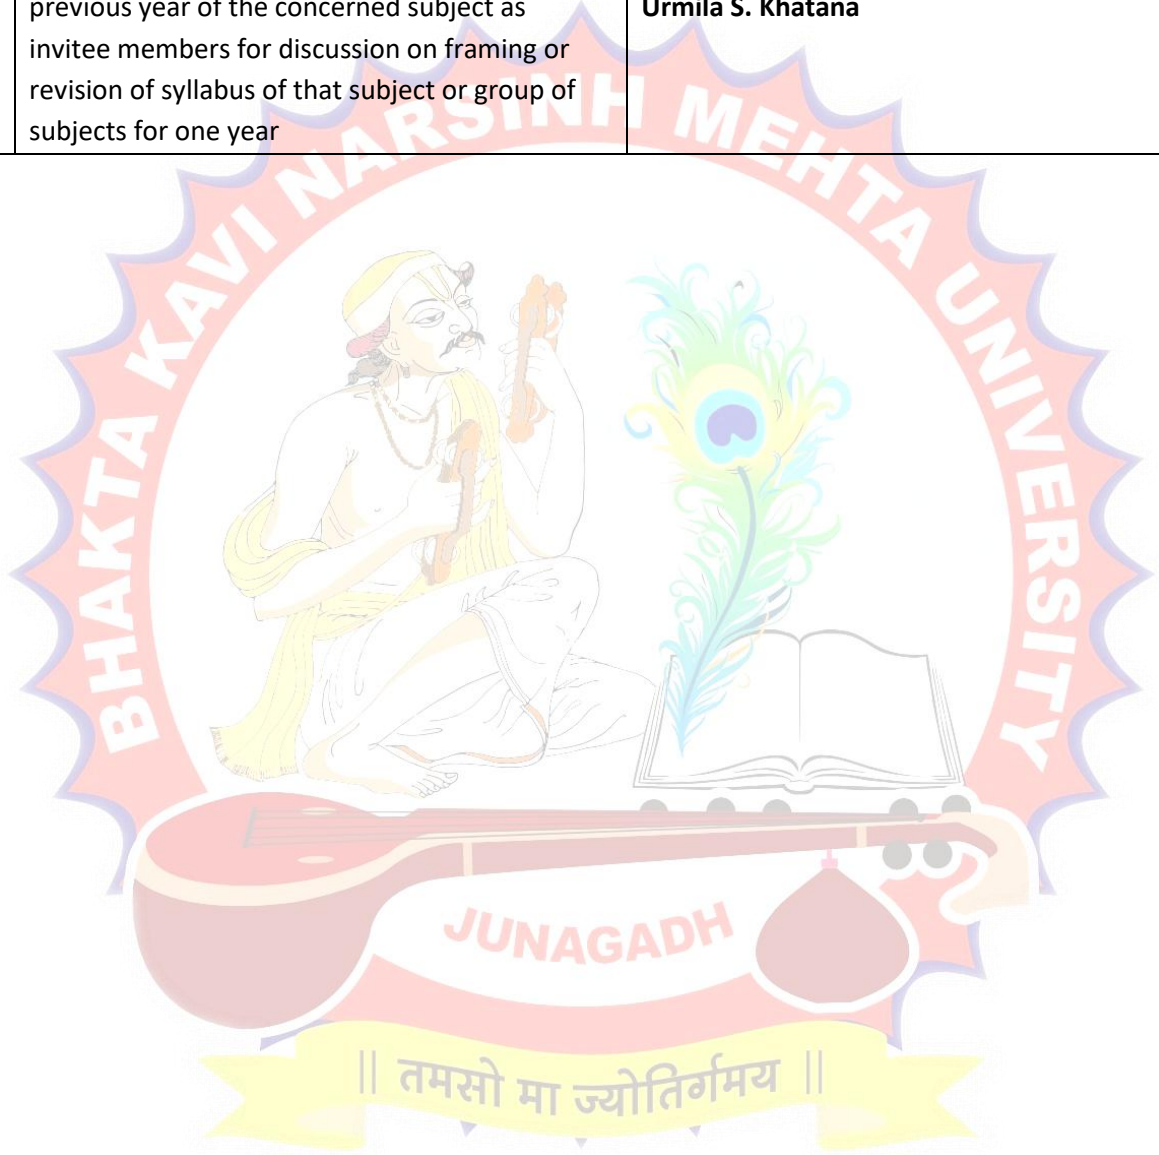 previous year of the concerned subject as
invitee members for discussion on framing or
revision of syllabus of that subject or group of
subjects for one year
Urmila S. Khatana
BHAKTA KAVI NARSINH MEHTA UNIVERSITY
JUNAGADH
|| तमसो मा ज्योतिर्गमय ||